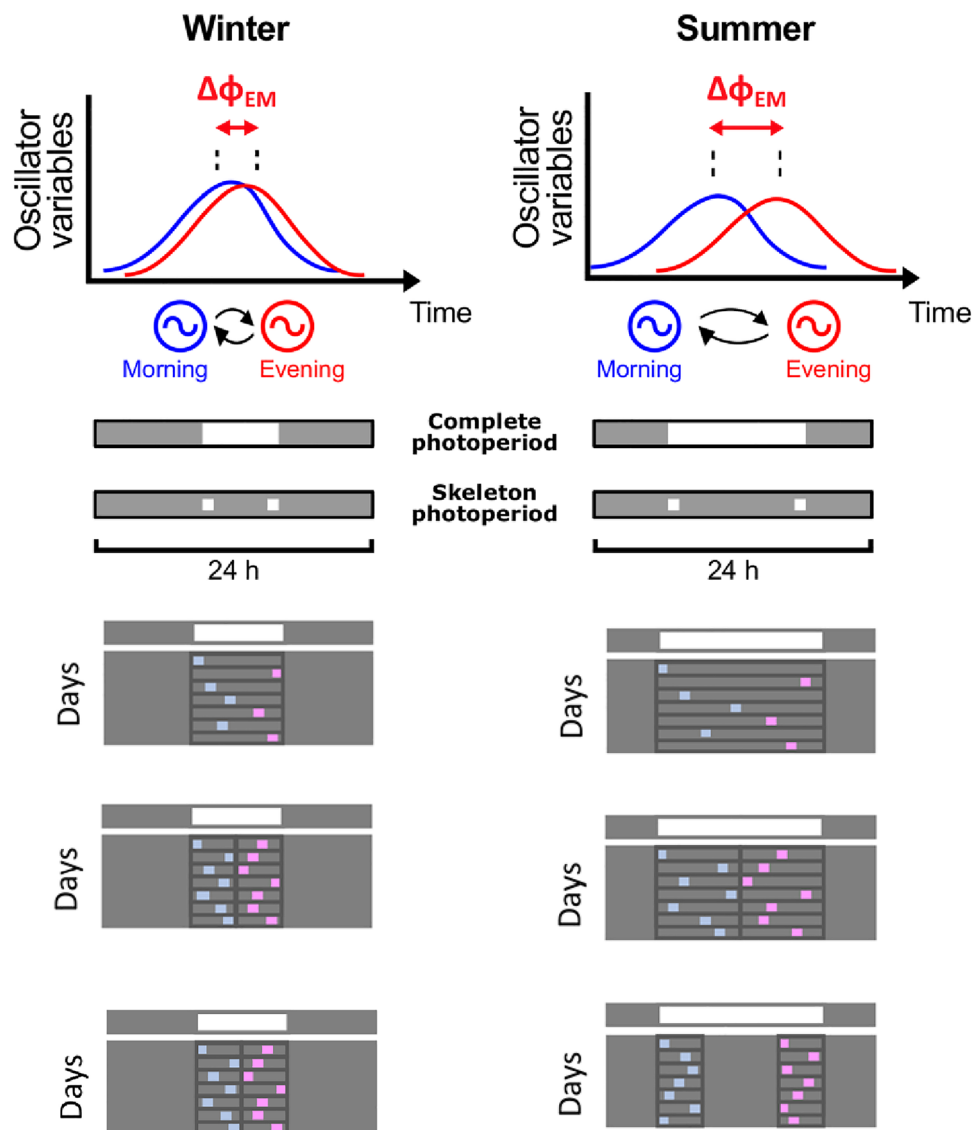 Winter
Summer
ΔϕEM
ΔϕEM
Oscillator
variables
Oscillator
variables
Time
Time
Morning
Evening
Morning
Evening
Complete
photoperiod
Skeleton
photoperiod
24 h
24 h
Days
Days
Days
Days
Days
Days